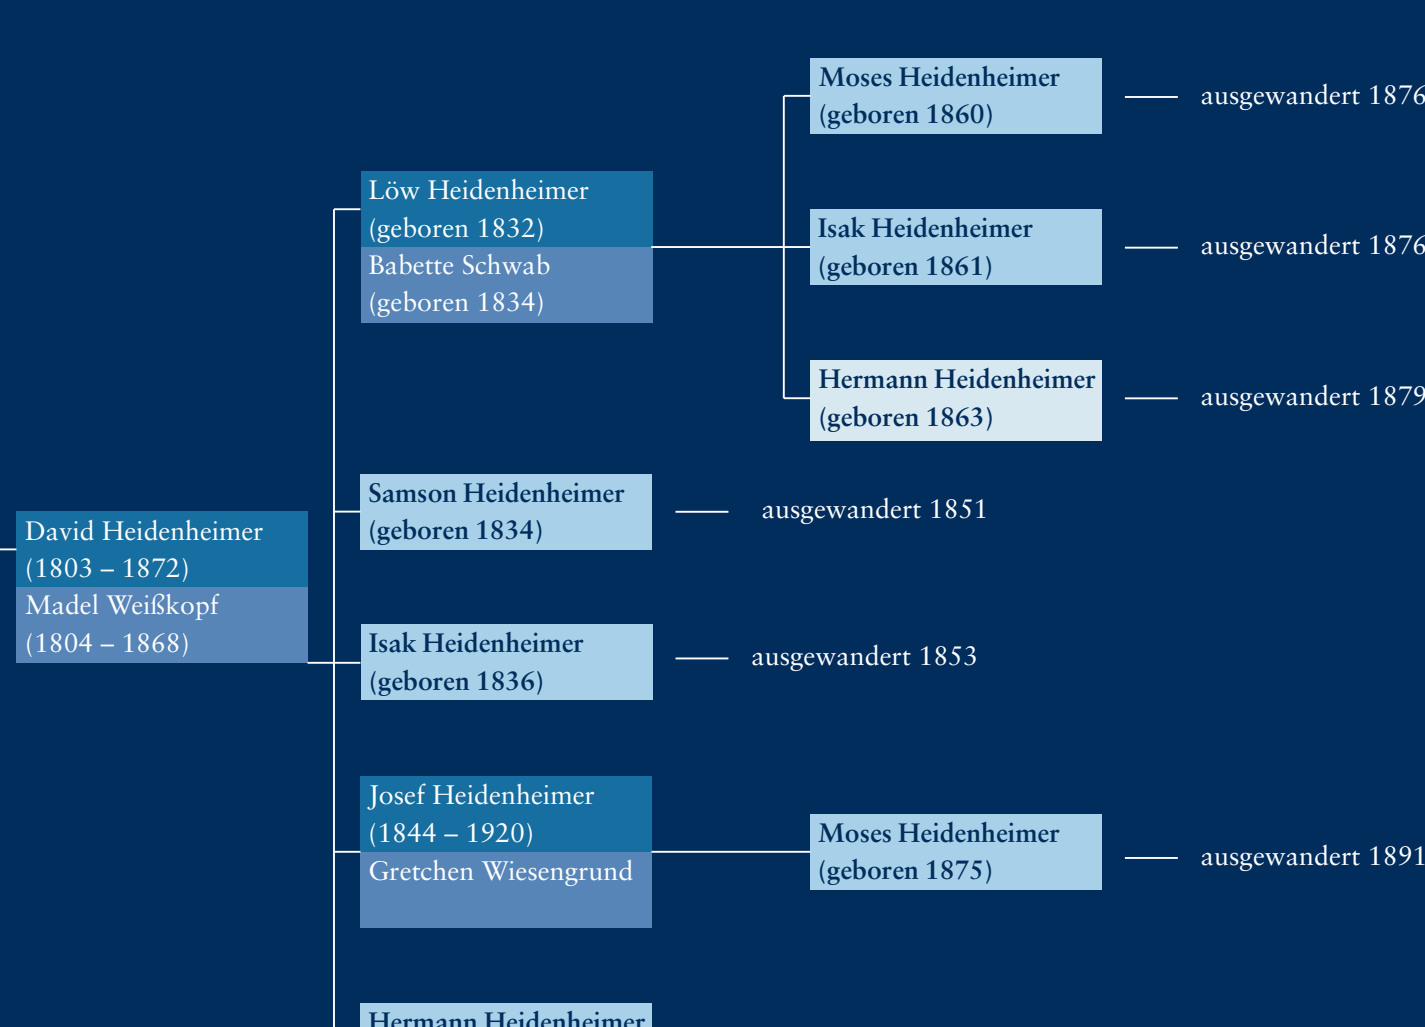 Moses Heidenheimer
(geboren 1860)
ausgewandert 1876
Löw Heidenheimer
(geboren 1832)
Babette Schwab
(geboren 1834)
Isak Heidenheimer
(geboren 1861)
ausgewandert 1876
Hermann Heidenheimer
(geboren 1863)
ausgewandert 1879
Samson Heidenheimer
(geboren 1834)
ausgewandert 1851
David Heidenheimer
(1803 – 1872)
Madel Weißkopf
(1804 – 1868)
Isak Heidenheimer
(geboren 1836)
ausgewandert 1853
Josef Heidenheimer
(1844 – 1920)
Gretchen Wiesengrund
Moses Heidenheimer
(geboren 1875)
ausgewandert 1891
Hermann Heidenheimer